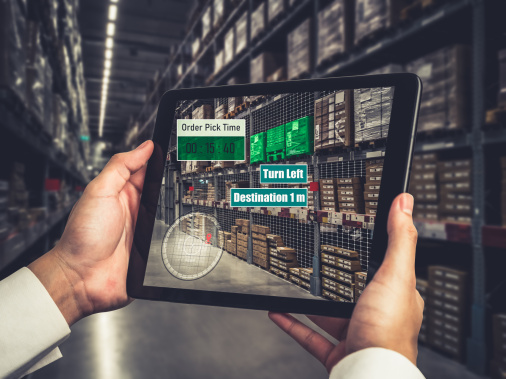 Order Pick Time
00 : 15 : 40
Turn Left
Destination 1 m